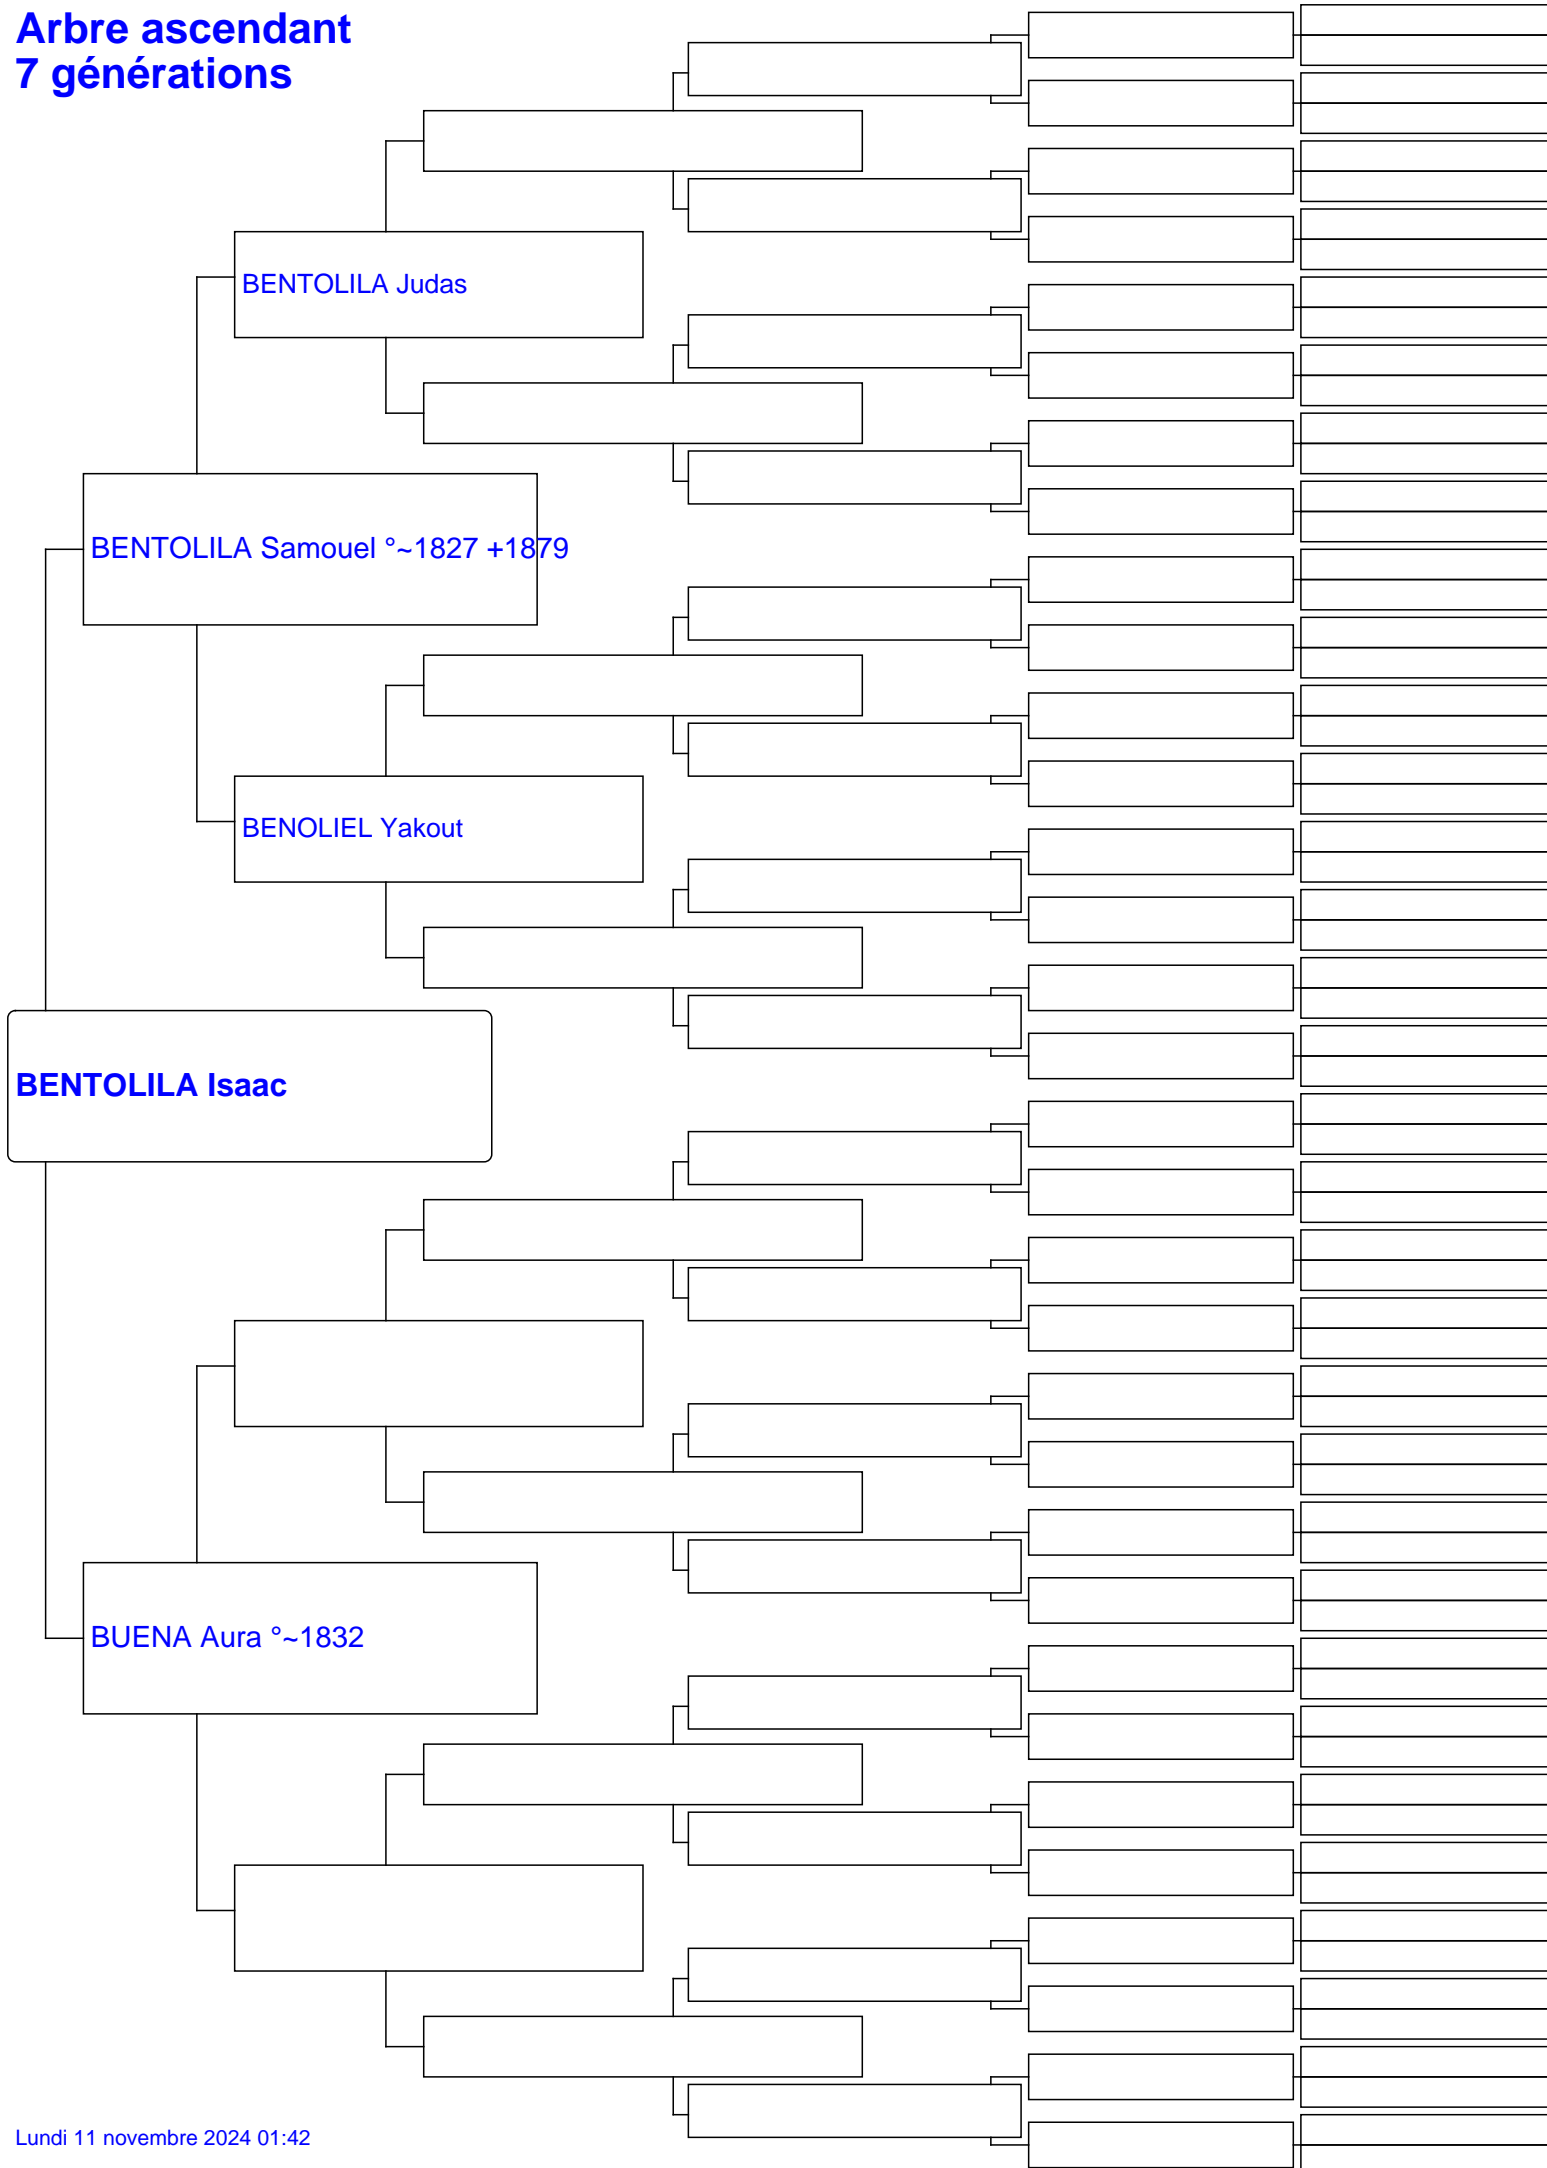 Arbre ascendant
7 générations
BENTOLILA Judas
BENTOLILA Samouel °~1827 +1879
BENOLIEL Yakout
BENTOLILA Isaac
BUENA Aura °~1832
Lundi 11 novembre 2024 01:42